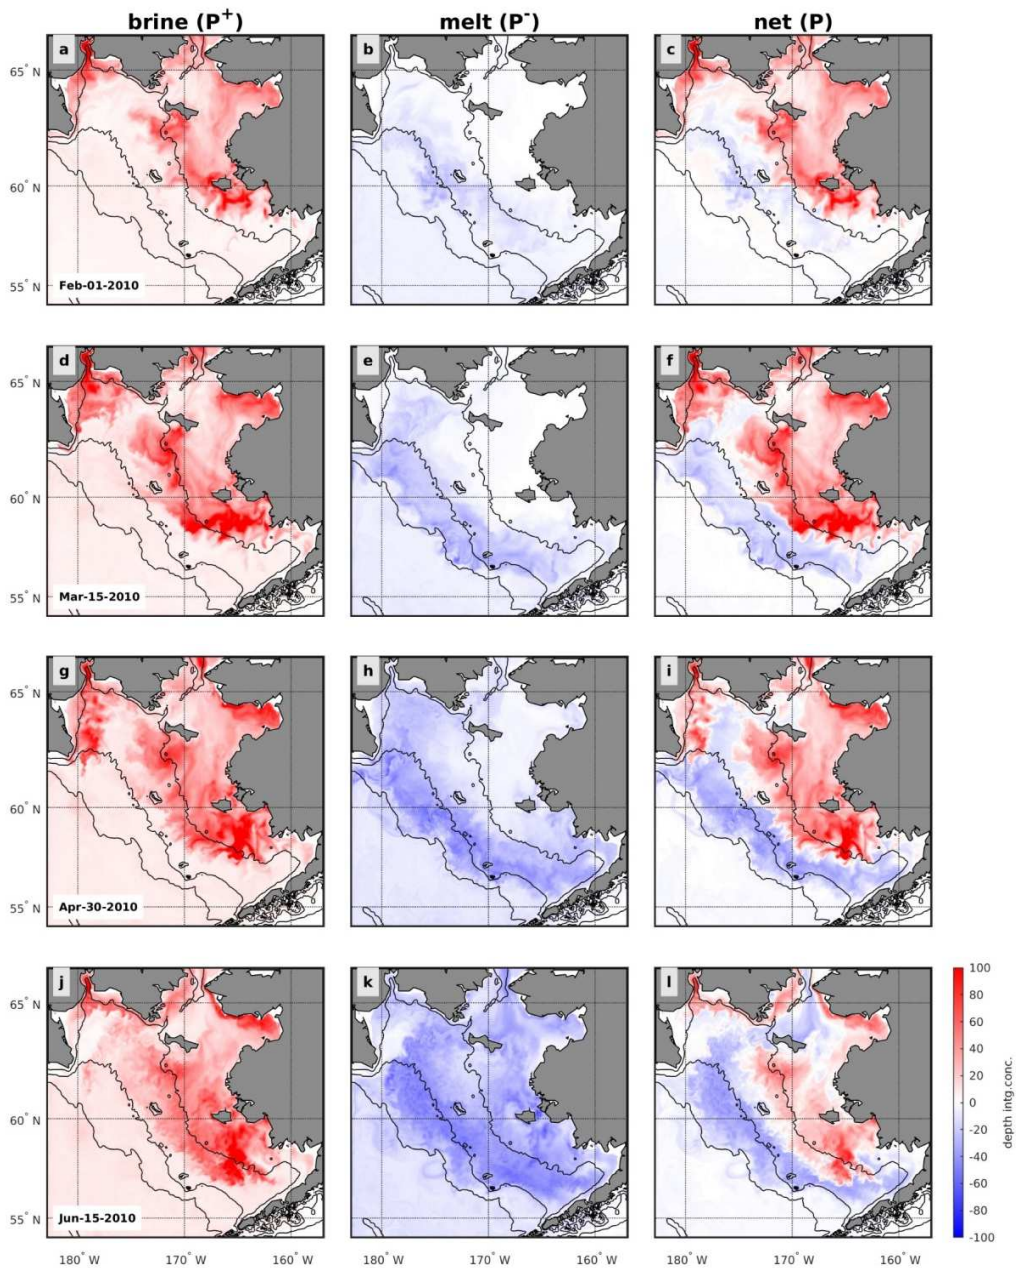 brine (P⁺) melt (P⁻) net (P)
a b c
65° N
60° N
55° N
Feb-01-2010
d e f
65° N
60° N
55° N
Mar-15-2010
g h i
65° N
60° N
55° N
Apr-30-2010
j k l
65° N
60° N
55° N
Jun-15-2010
100
80
60
40
20
0
-20
-40
-60
-80
-100
depth intg.conc.
180° W 170° W 160° W 180° W 170° W 160° W 180° W 170° W 160° W